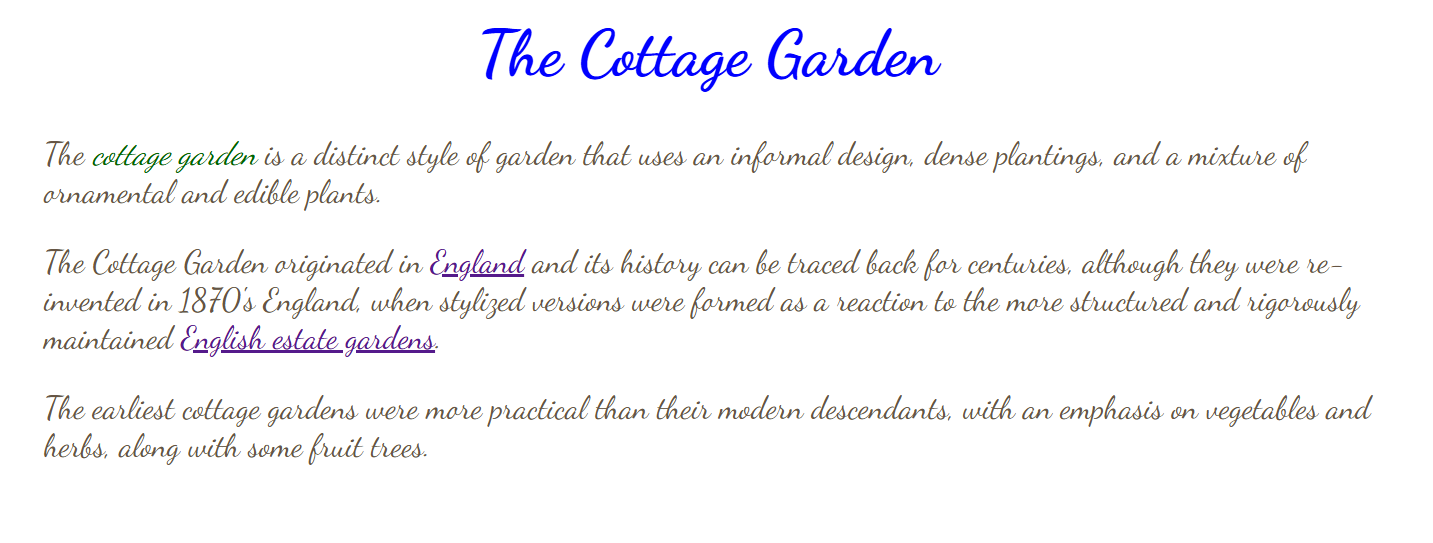 The Cottage Garden
The cottage garden is a distinct style of garden that uses an informal design, dense plantings, and a mixture of
ornamental and edible plants.
The Cottage Garden originated in England and its history can be traced back for centuries, although they were re-
invented in 1870's England, when stylized versions were formed as a reaction to the more structured and rigorously
maintained English estate gardens.
The earliest cottage gardens were more practical than their modern descendants, with an emphasis on vegetables and
herbs, along with some fruit trees.